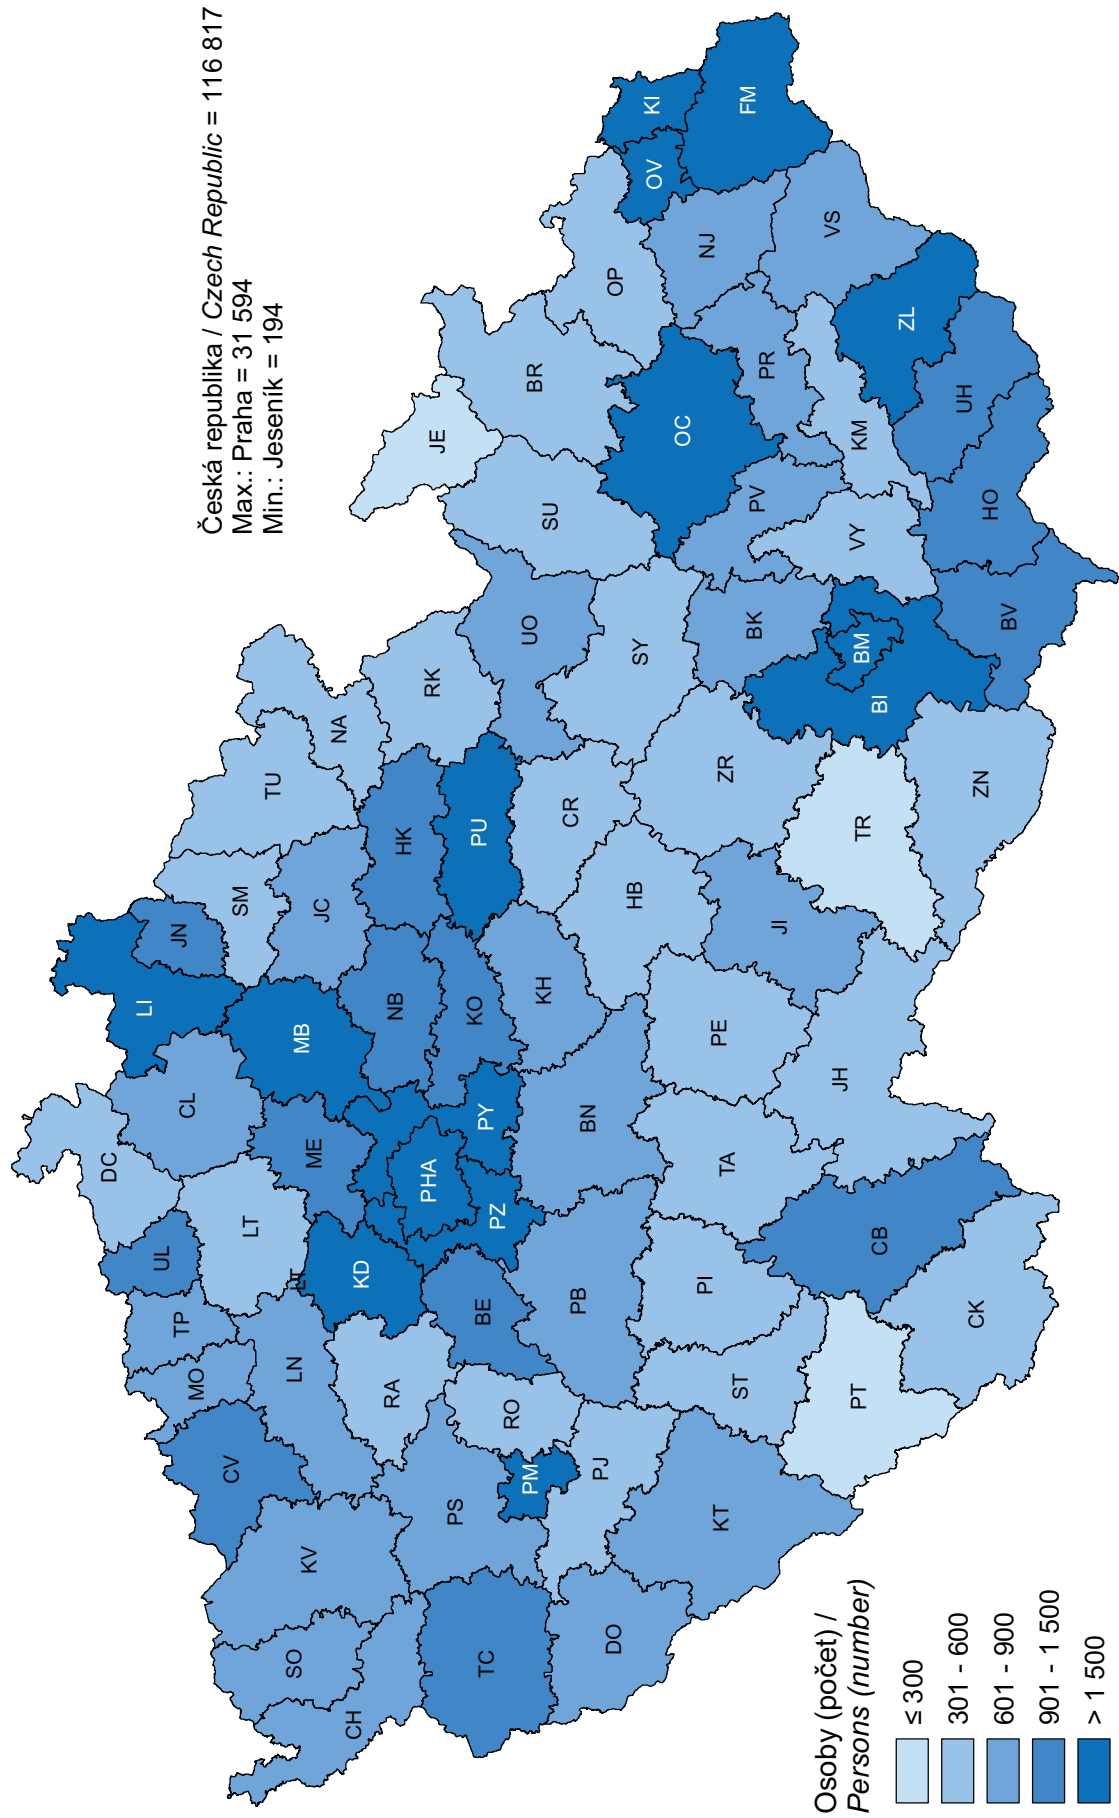 Česká republika / Czech Republic = 116 817
Max.: Praha = 31 594
Min.: Jeseník = 194
DC
LI
JN
SM
TU
NA
UL
LT
CL
MB
JC
HK
RK
TP
MO
LN
LT
ME
NB
PU
UO
JE
CV
KD
PHA
KO
SU
BR
KV
RA
BE
PZ
PY
KH
CR
SY
OC
OP
SO
PS
RO
PB
BN
HB
ZR
BK
PV
PR
NJ
OV
KI
CH
TC
PM
PJ
PI
TA
PE
JI
TR
BI
BM
VY
KM
VS
FM
DO
KT
ST
CB
JH
ZN
BV
HO
UH
ZL
PT
CK
Osoby (počet) /
Persons (number)
≤ 300
301 - 600
601 - 900
901 - 1 500
> 1 500